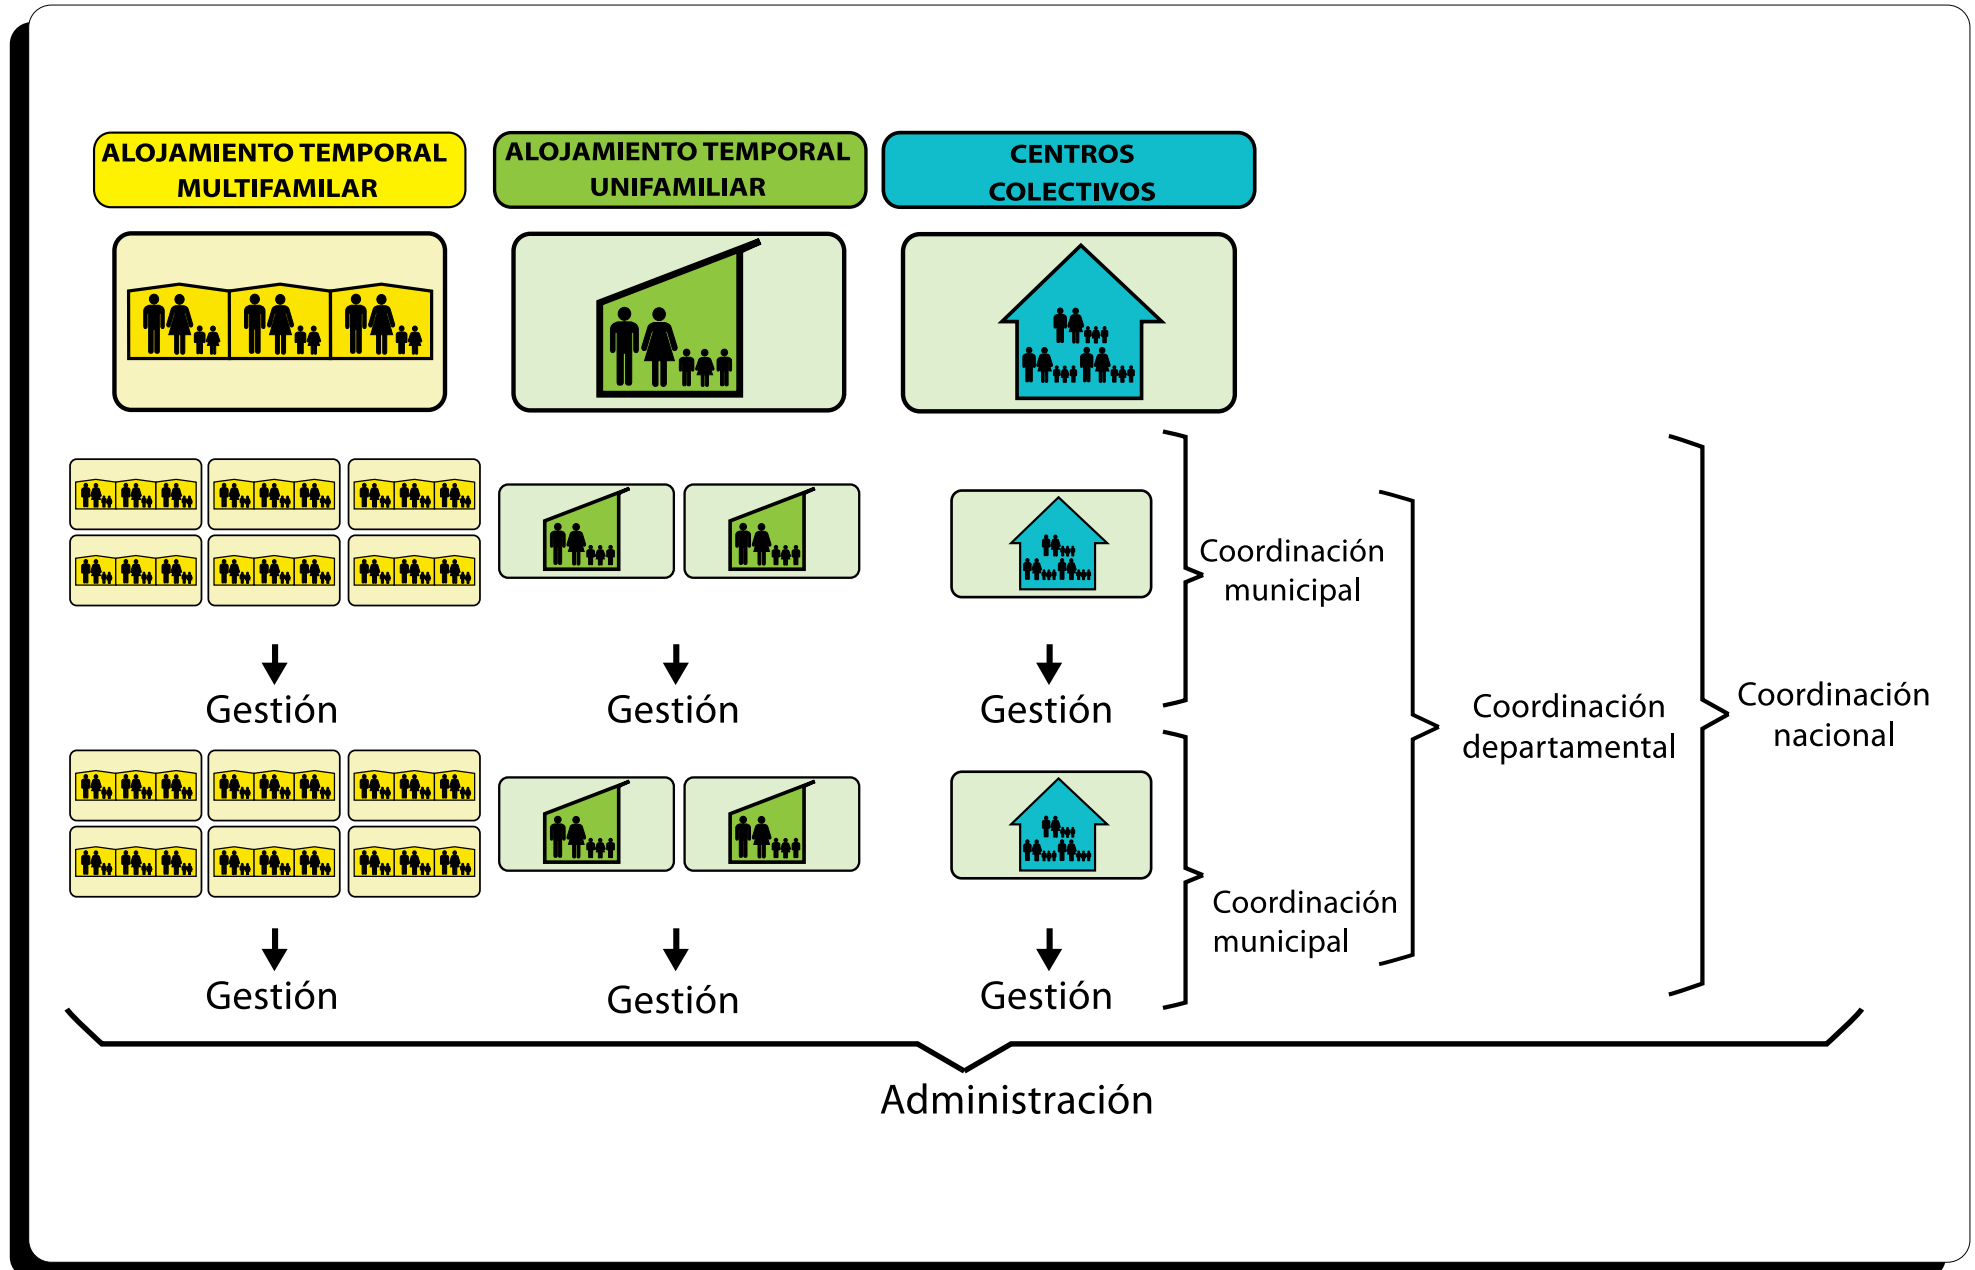 ALOJAMIENTO TEMPORAL
MULTIFAMILAR
ALOJAMIENTO TEMPORAL
UNIFAMILIAR
CENTROS
COLECTIVOS
Coordinación
municipal
Gestión
Gestión
Gestión
Coordinación
departamental
Coordinación
nacional
Coordinación
municipal
Gestión
Gestión
Gestión
Administración